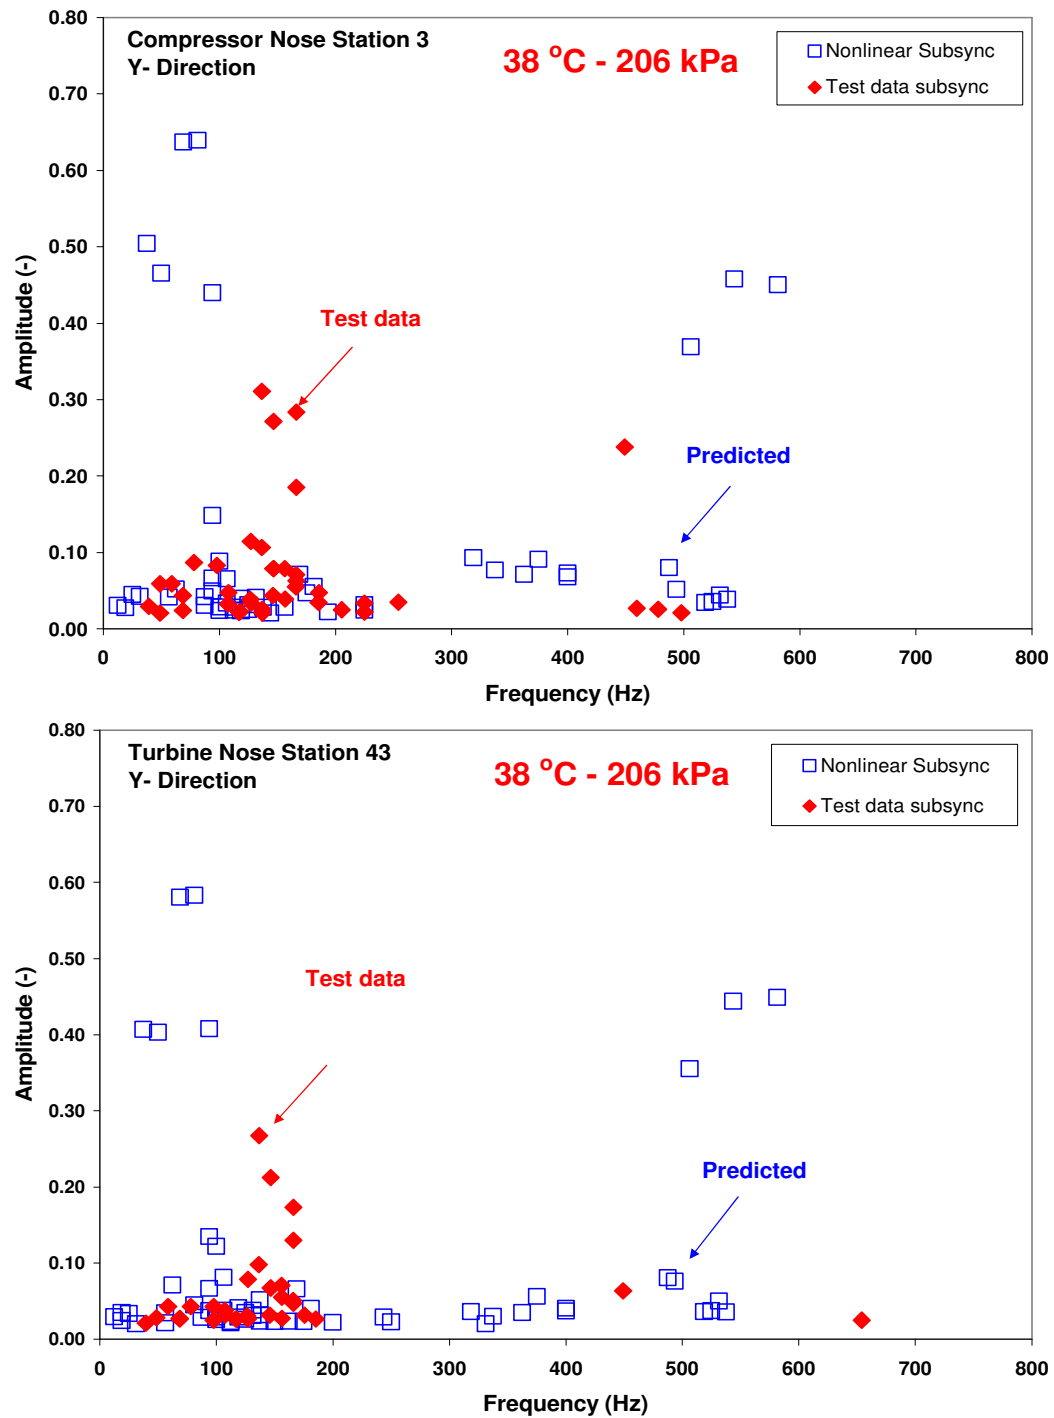 0.80
Compressor Nose Station 3
Y- Direction
38 °C - 206 kPa
Nonlinear Subsync
Test data subsync
0.70
0.60
0.50
0.40
0.30
0.20
0.10
0.00
Amplitude (-)
Test data
Predicted
0 100 200 300 400 500 600 700 800
Frequency (Hz)
0.80
Turbine Nose Station 43
Y- Direction
38 °C - 206 kPa
Nonlinear Subsync
Test data subsync
0.70
0.60
0.50
0.40
0.30
0.20
0.10
0.00
Amplitude (-)
Test data
Predicted
0 100 200 300 400 500 600 700 800
Frequency (Hz)